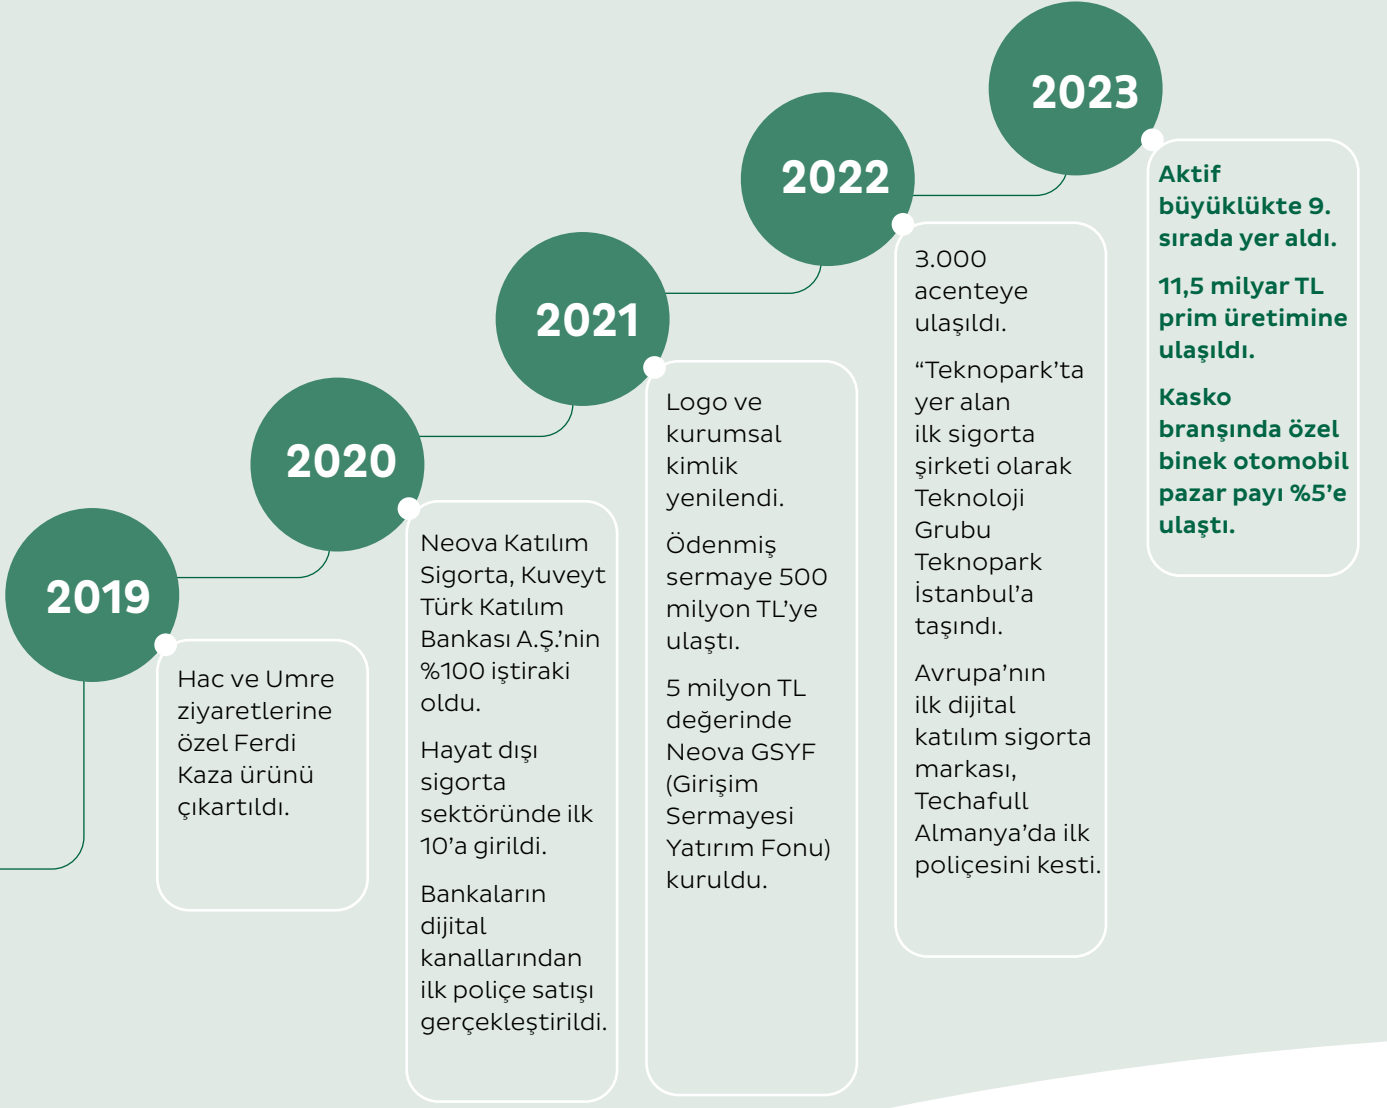 2019
Hac ve Umre
ziyaretlerine
özel Ferdi
Kaza ürünü
çıkartıldı.
2020
Neova Katılım
Sigorta, Kuveyt
Türk Katılım
Bankası A.Ş.’nin
%100 iştiraki
oldu.
Hayat dışı
sigorta
sektöründe ilk
10’a girildi.
Bankaların
dijital
kanallarından
ilk poliçe satışı
gerçekleştirildi.
2021
Logo ve
kurumsal
kimlik
yenilendi.
Ödenmiş
sermaye 500
milyon TL’ye
ulaştı.
5 milyon TL
değerinde
Neova GSYF
(Girişim
Sermayesi
Yatırım Fonu)
kuruldu.
2022
3.000
acenteye
ulaşıldı.
“Teknopark’ta
yer alan
ilk sigorta
şirketi olarak
Teknoloji
Grubu
Teknopark
İstanbul’a
taşındı.
Avrupa’nın
ilk dijital
katılım sigorta
markası,
Techafull
Almanya’da ilk
poliçesini kesti.
2023
Aktif
büyüklükte 9.
sırada yer aldı.
11,5 milyar TL
prim üretimine
ulaşıldı.
Kasko
branşında özel
binek otomobil
pazar payı %5’e
ulaştı.